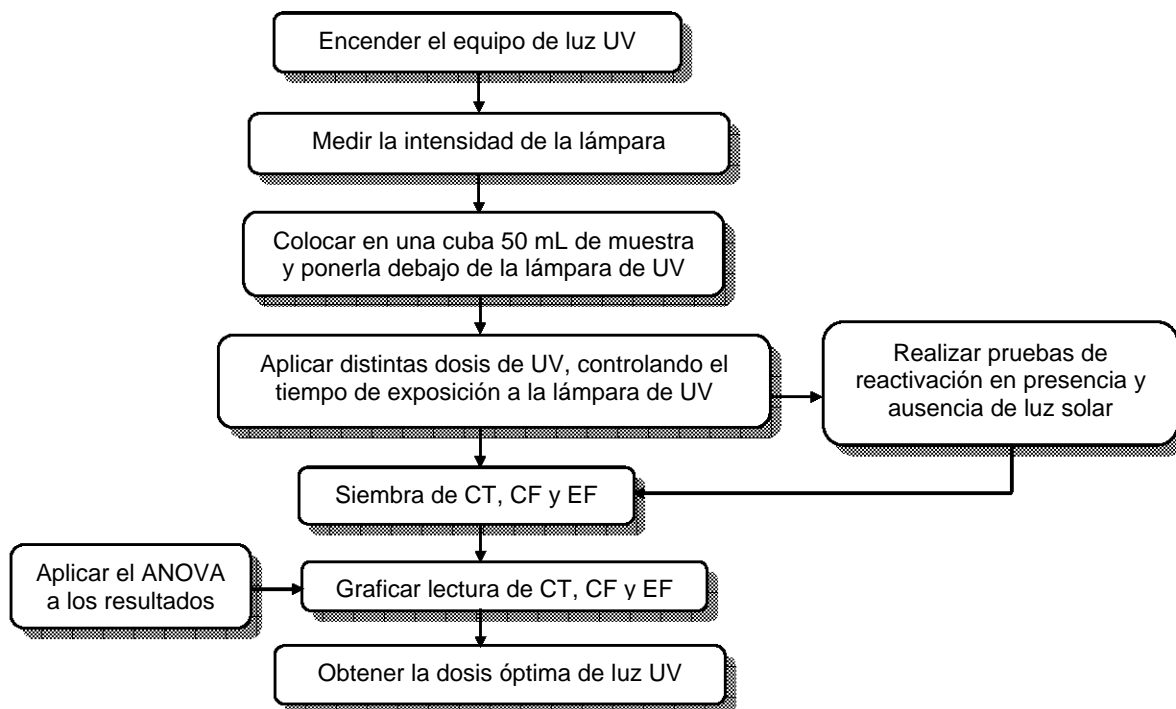 Encender el equipo de luz UV
Medir la intensidad de la lámpara
Colocar en una cuba 50 mL de muestra
y ponerla debajo de la lámpara de UV
Aplicar distintas dosis de UV, controlando el
tiempo de exposición a la lámpara de UV
Realizar pruebas de
reactivación en presencia y
ausencia de luz solar
Siembra de CT, CF y EF
Aplicar el ANOVA
a los resultados
Graficar lectura de CT, CF y EF
Obtener la dosis óptima de luz UV